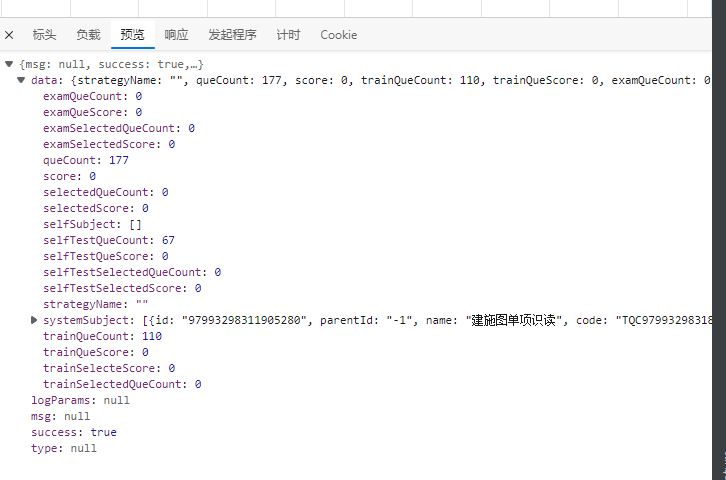 标头 负载 预览 响应 发起程序 计时 Cookie
{msg: null, success: true,…}
data: {strategyName: "", queCount: 177, score: 0, trainQueCount: 110, trainQueScore: 0, examQueCount: 0
examQueCount: 0
examQueScore: 0
examSelectedQueCount: 0
examSelectedScore: 0
queCount: 177
score: 0
selectedQueCount: 0
selectedScore: 0
selfSubject: []
selfTestQueCount: 67
selfTestQueScore: 0
selfTestSelectedQueCount: 0
selfTestSelectedScore: 0
strategyName: ""
systemSubject: [{id: "97993298311905280", parentId: "-1", name: "建施图单项识读", code: "TQC97993298318
trainQueCount: 110
trainQueScore: 0
trainSelecteScore: 0
trainSelectedQueCount: 0
logParams: null
msg: null
success: true
type: null